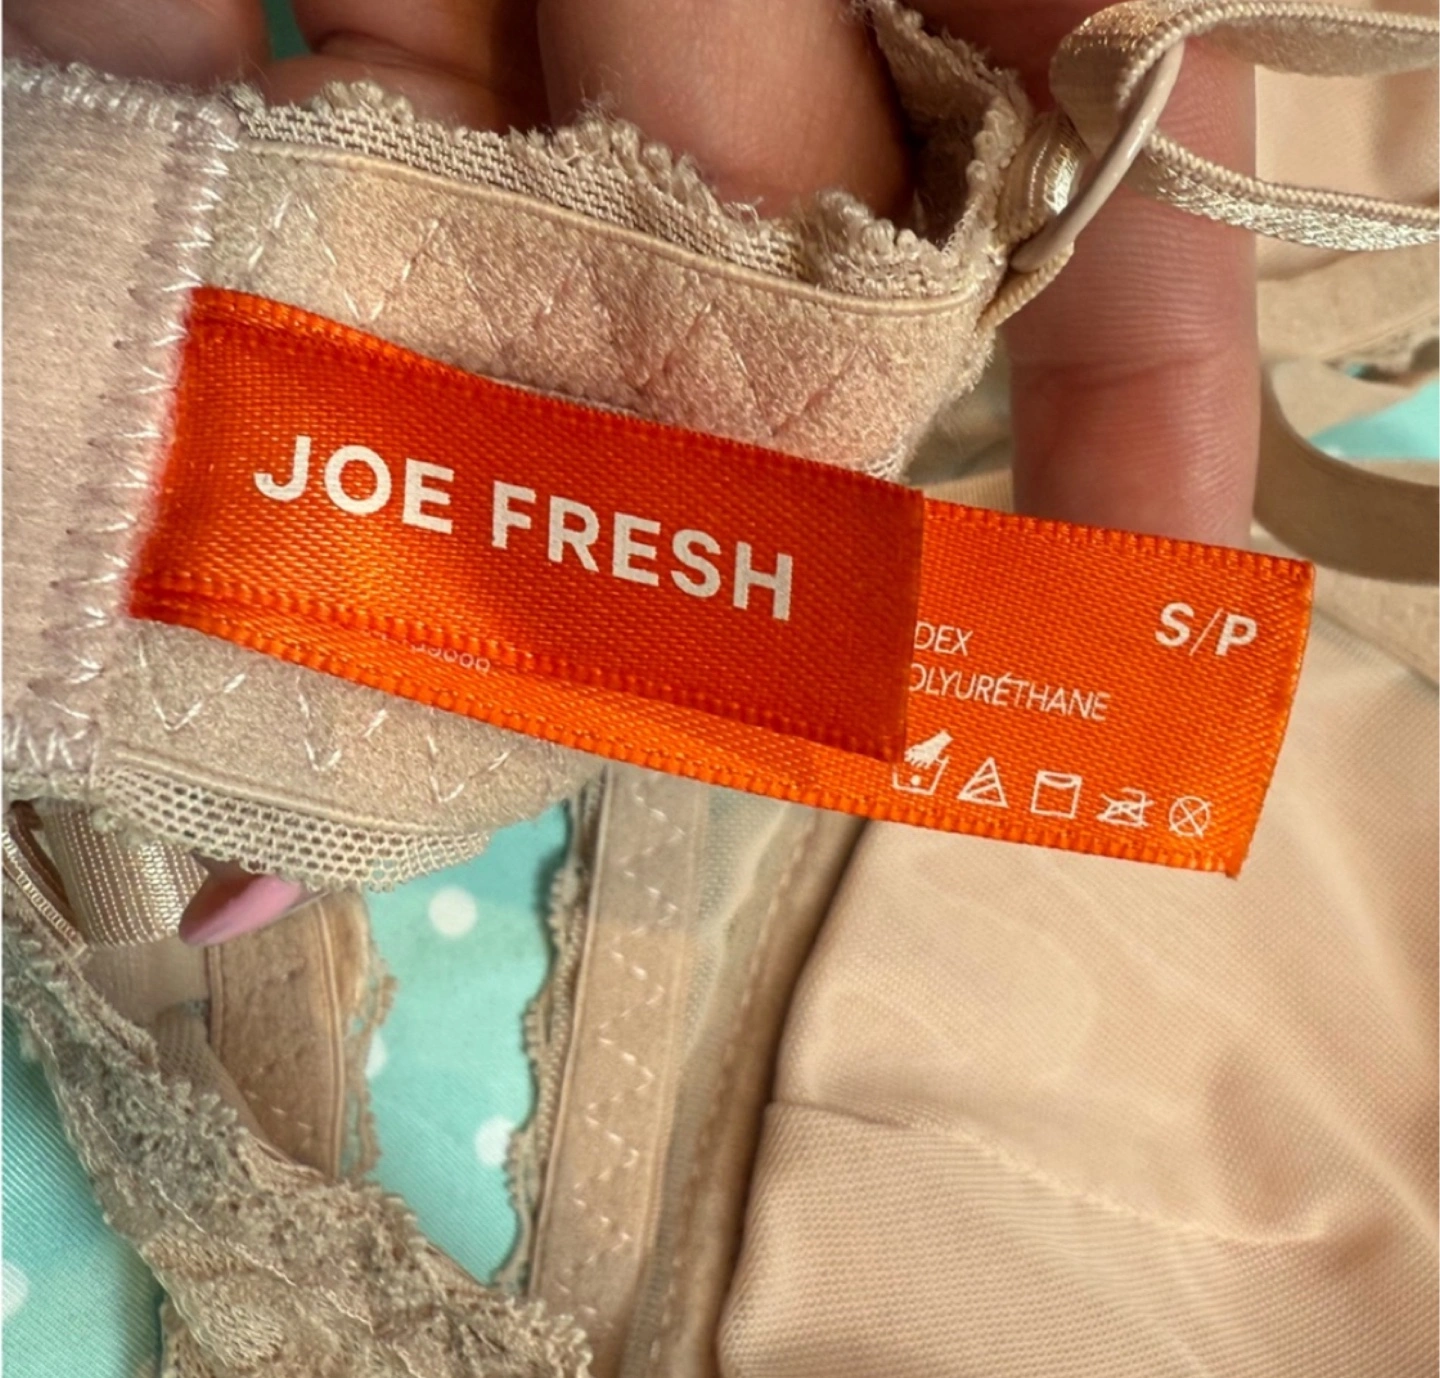 JOE FRESH
S/P
DEX
OLYURÉTHANE